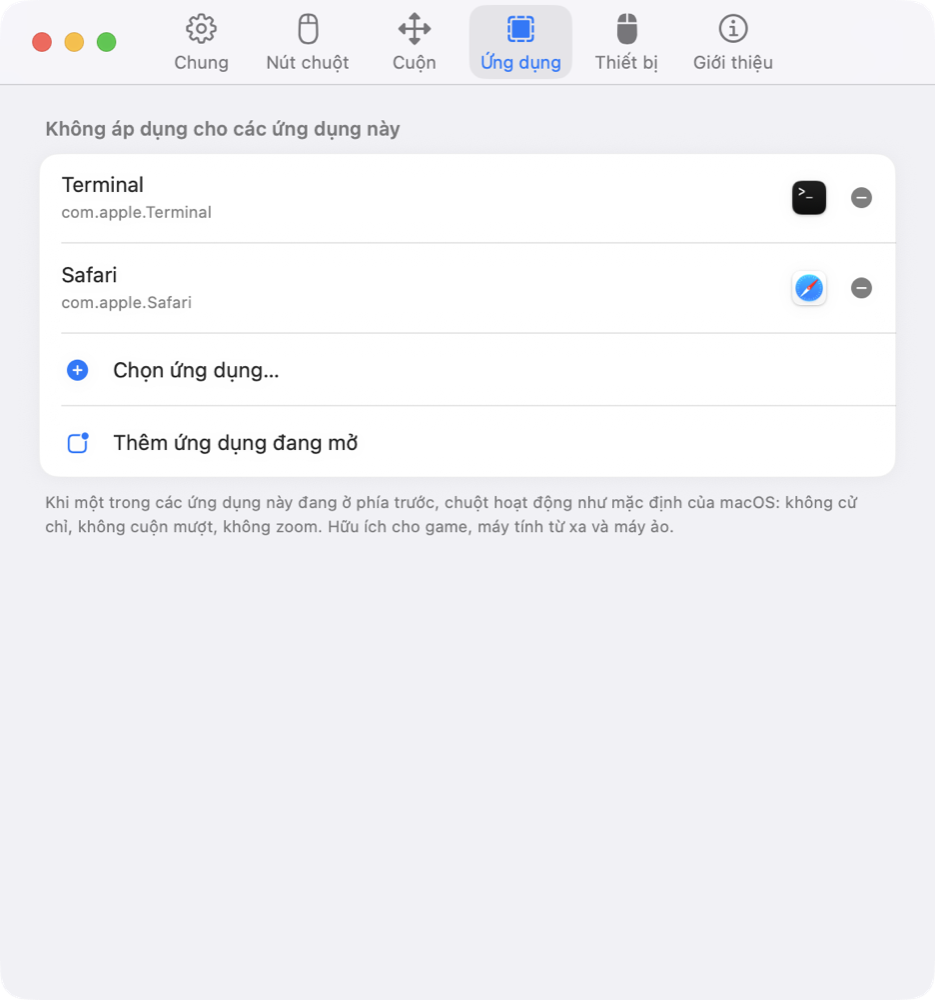 Chung
Nút chuột
Cuộn
Ứng dụng
Thiết bị
Giới thiệu
Không áp dụng cho các ứng dụng này
Terminal
com.apple.Terminal
>_
Safari
com.apple.Safari
Chọn ứng dụng...
Thêm ứng dụng đang mở
Khi một trong các ứng dụng này đang ở phía trước, chuột hoạt động như mặc định của macOS: không cử
chỉ, không cuộn mượt, không zoom. Hữu ích cho game, máy tính từ xa và máy ảo.